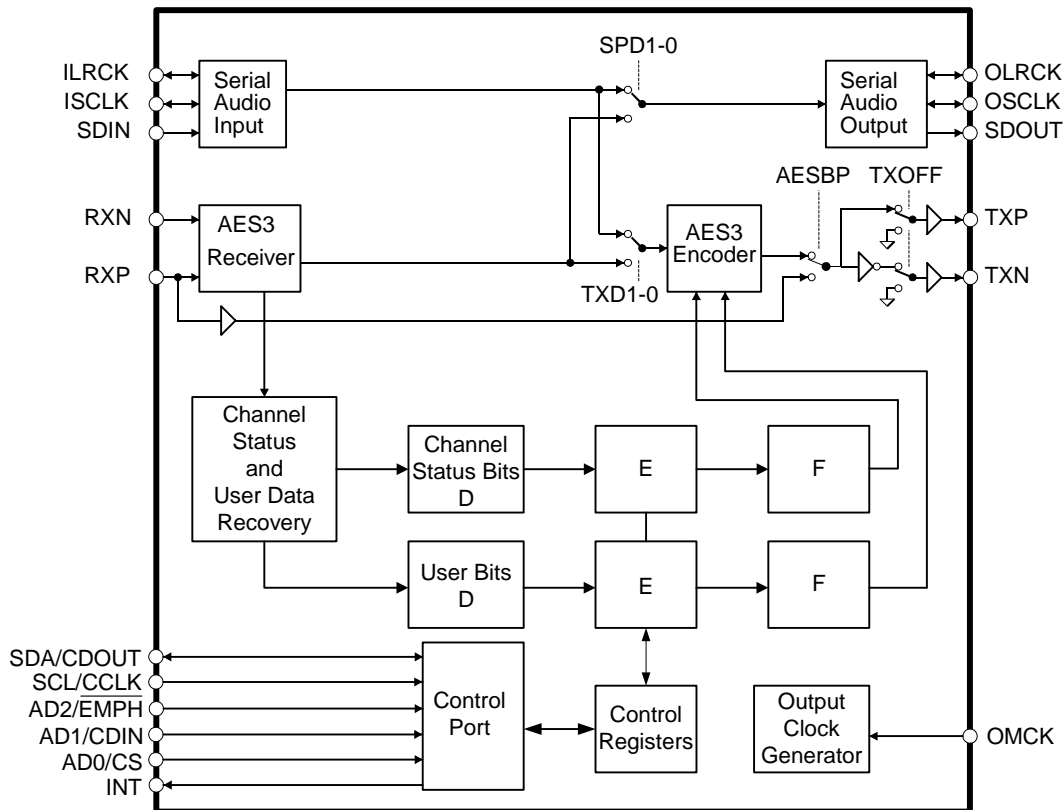 SPD1-0
ILRCK
ISCLK
SDIN
Serial
Audio
Input
Serial
Audio
Output
OLRCK
OSCLK
SDOUT
AESBP
TXOFF
RXN
RXP
AES3
Receiver
TXD1-0
AES3
Encoder
TXP
TXN
Channel
Status
and
User Data
Recovery
Channel
Status Bits
D
E
F
User Bits
D
E
F
SDA/CDOUT
SCL/CCLK
AD2/EMPH
AD1/CDIN
AD0/CS
INT
Control
Port
Control
Registers
Output
Clock
Generator
OMCK